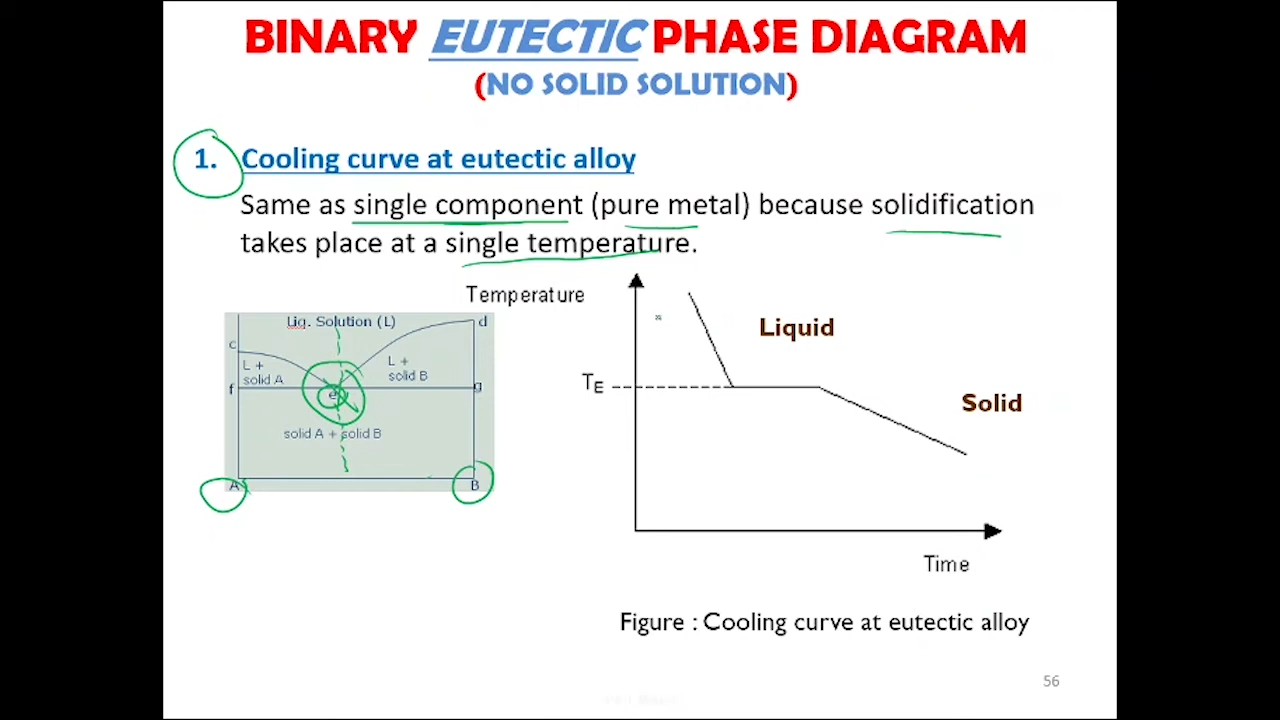 BINARY EUTECTIC PHASE DIAGRAM
(NO SOLID SOLUTION)
1. Cooling curve at eutectic alloy
Same as single component (pure metal) because solidification
takes place at a single temperature.
Temperature
Liq. Solution (L)
d
c
L +
solid A
L +
solid B
f
e
g
solid A + solid B
A
B
Liquid
TE
Solid
Time
Figure : Cooling curve at eutectic alloy
56